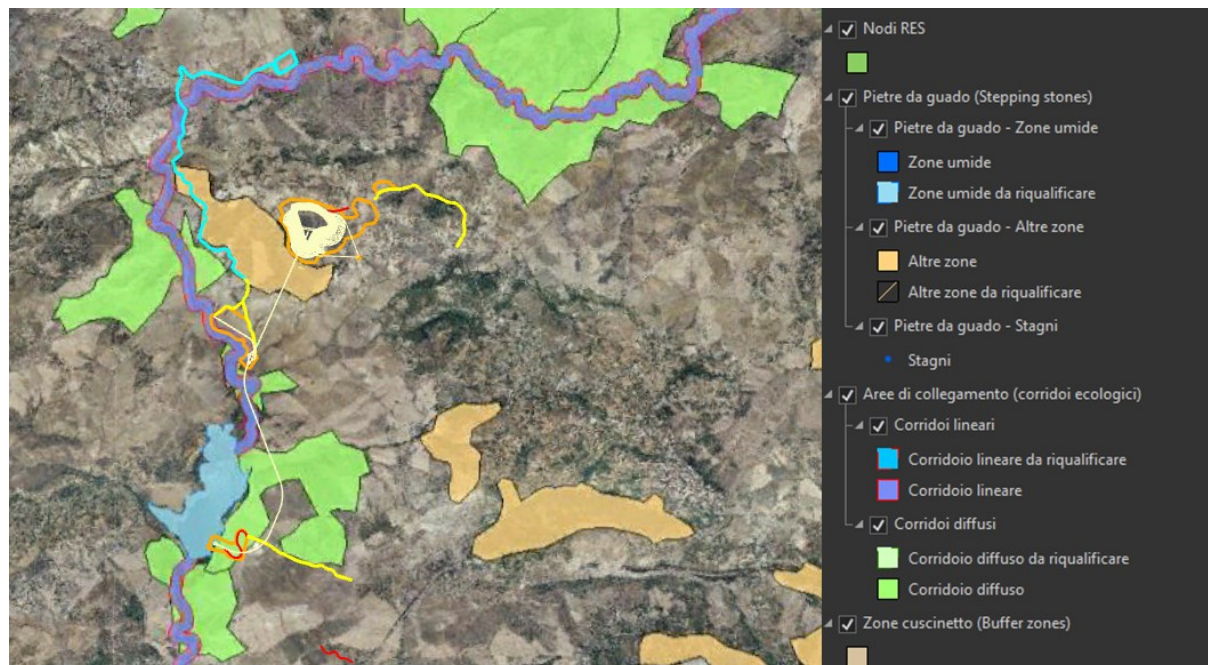 Nodi RES
Pietre da guado (Stepping stones)
Pietre da guado - Zone umide
Zone umide
Zone umide da riqualificare
Pietre da guado - Altre zone
Altre zone
Altre zone da riqualificare
Pietre da guado - Stagni
Stagni
Aree di collegamento (corridoi ecologici)
Corridoi lineari
Corridoio lineare da riqualificare
Corridoio lineare
Corridoi diffusi
Corridoio diffuso da riqualificare
Corridoio diffuso
Zone cuscinetto (Buffer zones)